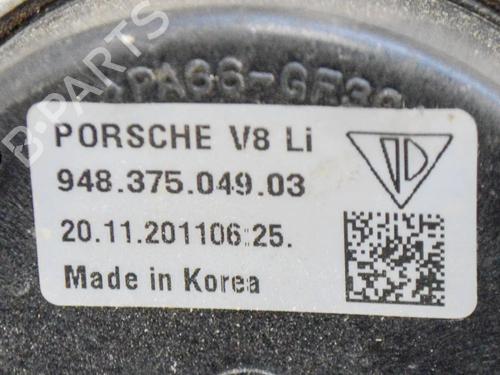 >PA66-GF30<
PORSCHE V8 Li
948.375.049.03
20.11.201106:25.
Made in Korea
B-PARTS